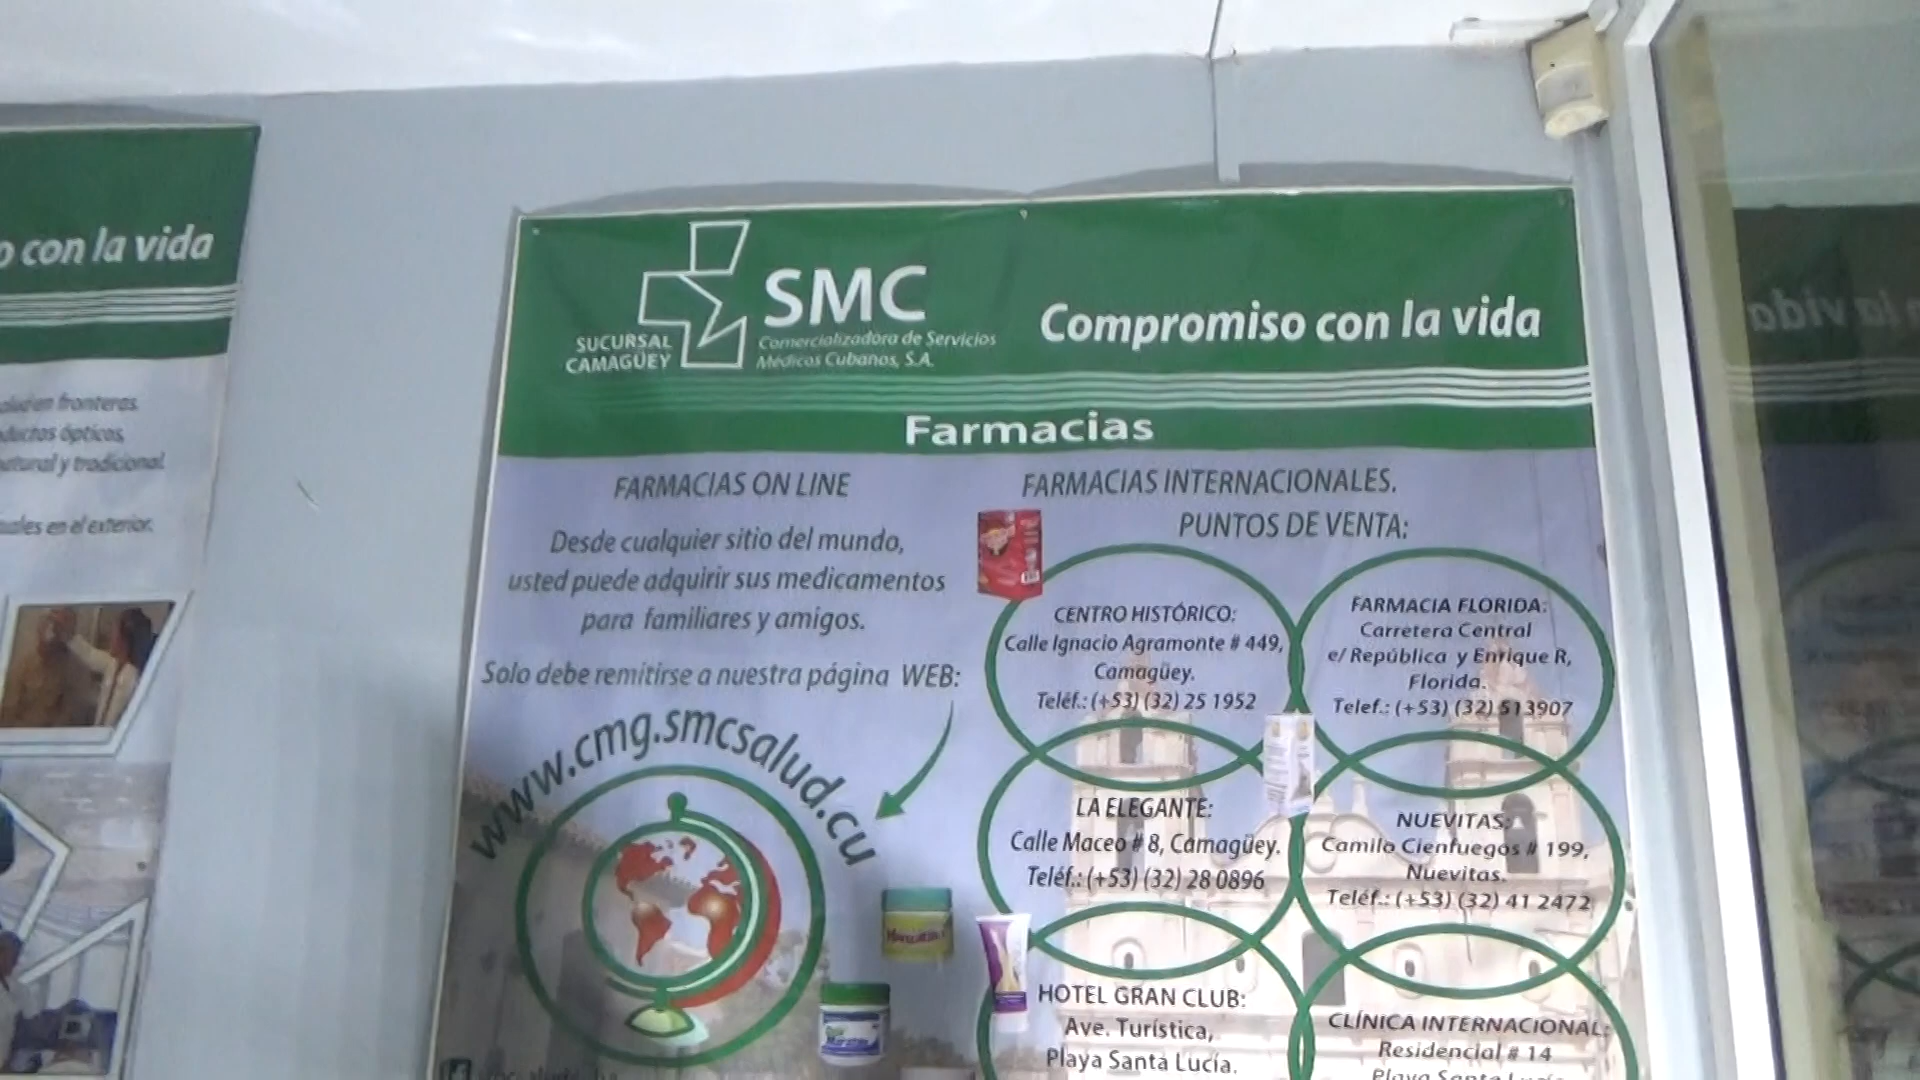 con la vida
fronteras.
ópticos,
natural y tradicional.
en el exterior.
SMC
SUCURSAL
CAMAGÜEY
Comercializadora de Servicios
Médicos Cubanos, S.A.
Compromiso con la vida
Farmacias
FARMACIAS ON LINE
Desde cualquier sitio del mundo,
usted puede adquirir sus medicamentos
para familiares y amigos.
Solo debe remitirse a nuestra página WEB:
www.cmg.smcsalud.cu
FARMACIAS INTERNACIONALES.
PUNTOS DE VENTA:
CENTRO HISTÓRICO:
Calle Ignacio Agramonte # 449,
Camagüey.
Teléf.: (+53) (32) 25 1952
FARMACIA FLORIDA:
Carretera Central
e/ República y Enrique R,
Florida.
Telef.: (+53) (32) 513907
LA ELEGANTE:
Calle Maceo # 8, Camagüey.
Teléf.: (+53) (32) 28 0896
NUEVITAS:
Camilo Cienfuegos # 199,
Nuevitas.
Teléf.: (+53) (32) 41 2472
HOTEL GRAN CLUB:
Ave. Turística,
Playa Santa Lucía.
CLÍNICA INTERNACIONAL:
Residencial # 14
Playa Santa Lucía